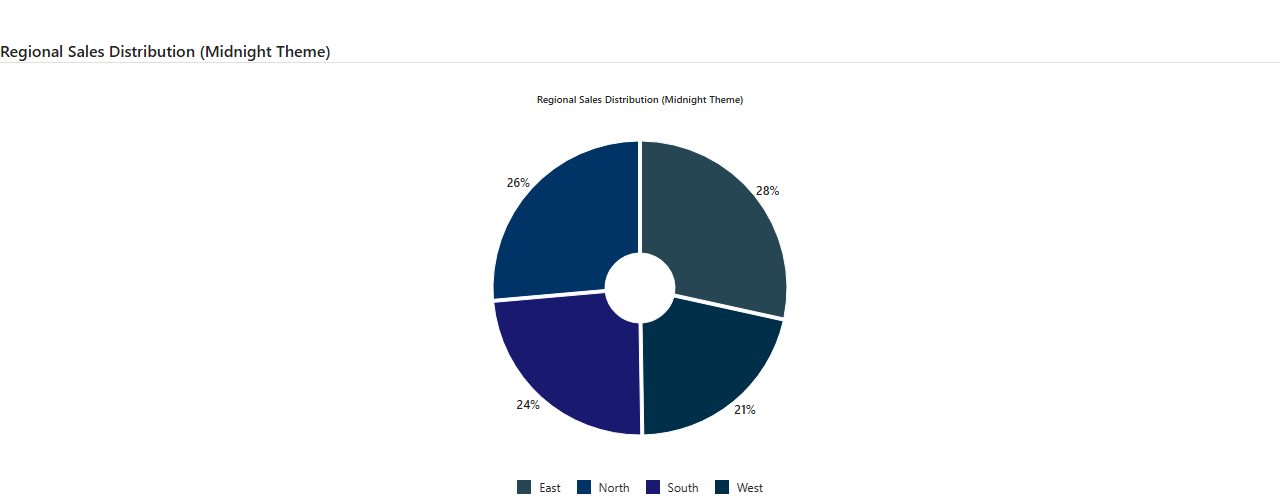 Regional Sales Distribution (Midnight Theme)
Regional Sales Distribution (Midnight Theme)
26%
28%
24%
21%
East North South West